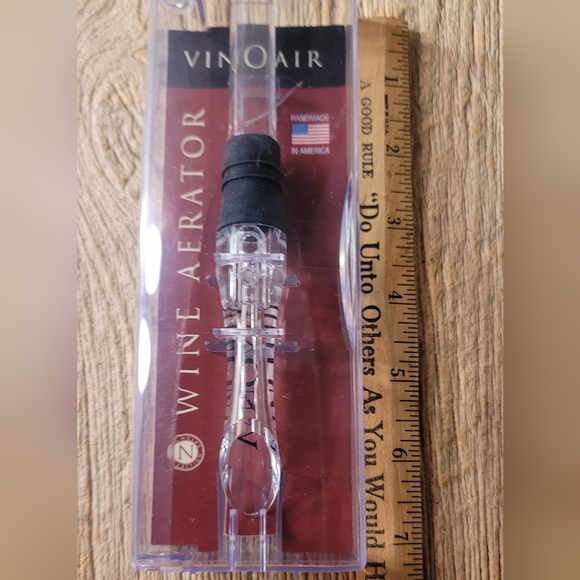 VINOAIR
HANDMADE
IN AMERICA
WINE AERATOR
N
A GOOD RULE
"Do Unto Others As You Would H
1
2
3
4
5
6
7